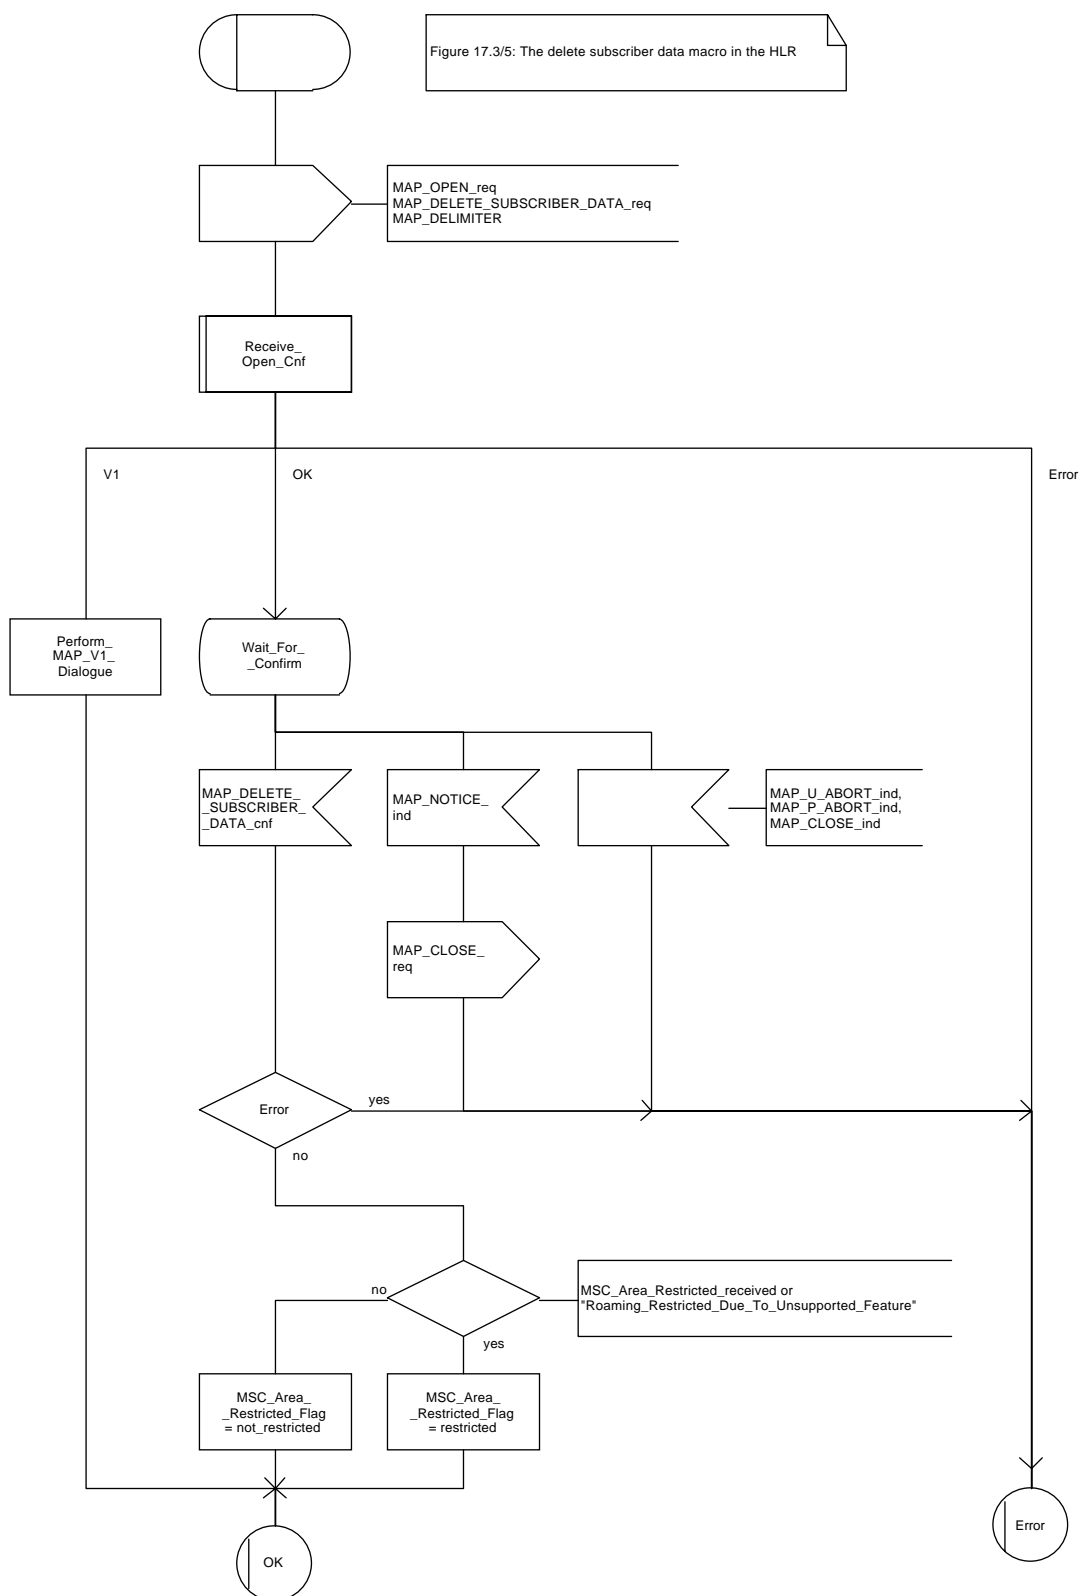 Figure 17.3/5: The delete subscriber data macro in the HLR
MAP_OPEN_req
MAP_DELETE_SUBSCRIBER_DATA_req
MAP_DELIMITER
Receive_
Open_Cnf
V1
OK
Error
Perform_
MAP_V1_
Dialogue
Wait_For_
_Confirm
MAP_DELETE_
_SUBSCRIBER_
_DATA_cnf
MAP_NOTICE_
ind
MAP_U_ABORT_ind,
MAP_P_ABORT_ind,
MAP_CLOSE_ind
MAP_CLOSE_
req
Error
yes
no
no
MSC_Area_Restricted_received or
"Roaming_Restricted_Due_To_Unsupported_Feature"
yes
MSC_Area_
_Restricted_Flag
= not_restricted
MSC_Area_
_Restricted_Flag
= restricted
Error
OK